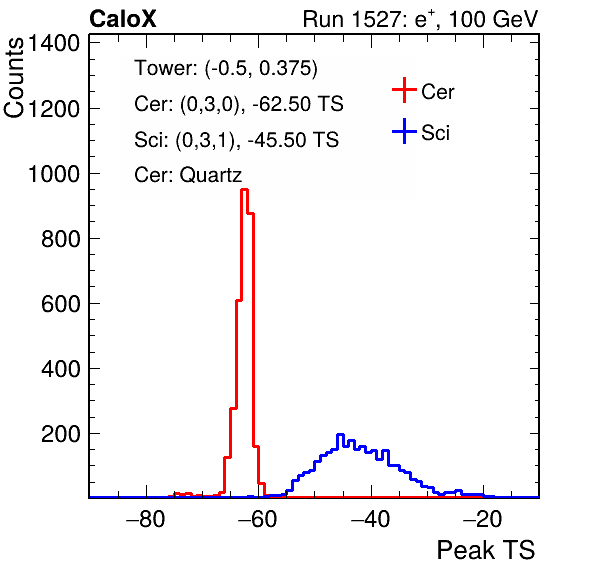 CaloX Run 1527: e⁺, 100 GeV
Counts
1400
1200
1000
800
600
400
200
Tower: (-0.5, 0.375)
Cer: (0,3,0), -62.50 TS
Sci: (0,3,1), -45.50 TS
Cer: Quartz
Cer
Sci
−80 −60 −40 −20
Peak TS